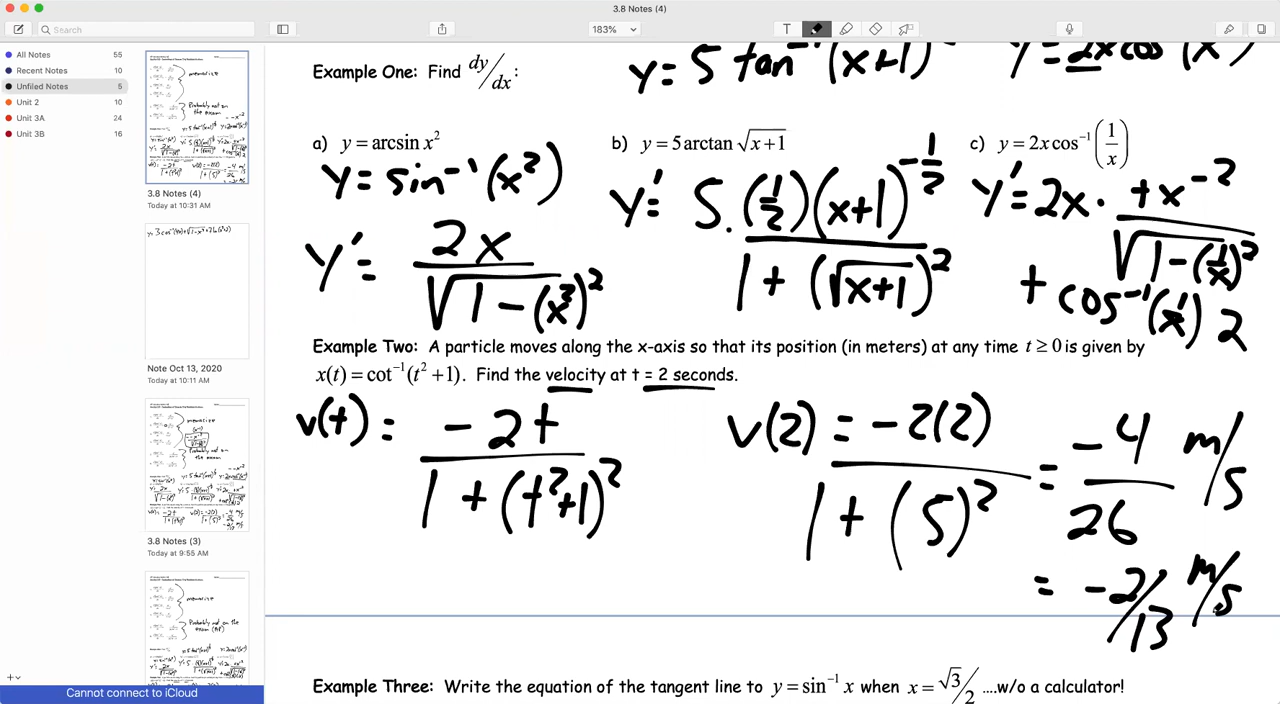 3.8 Notes (4)
Search
183%
All Notes 55
Recent Notes 10
Unfiled Notes 5
Unit 2 10
Unit 3A 24
Unit 3B 16
3.8 Notes (4)
Today at 10:31 AM
Note Oct 13, 2020
Today at 10:11 AM
3.8 Notes (3)
Today at 9:55 AM
Cannot connect to iCloud
y = 5 tan⁻¹ (x+1) y = 2x cos⁻¹ (x
Example One: Find dy/dx:
a) y = arcsin x² b) y = 5 arctan √(x+1) c) y = 2x cos⁻¹ (1/x)
y = sin⁻¹ (x²)
y' = 2x / √(1 − (x²)²)
y' = 5 · (1/2)(x+1)^(−1/2) / (1 + (√(x+1))²)
y' = 2x · +x⁻² / √(1 − (1/x)²)
+ cos⁻¹(1/x) 2
Example Two: A particle moves along the x-axis so that its position (in meters) at any time t ≥ 0 is given by
x(t) = cot⁻¹(t² + 1). Find the velocity at t = 2 seconds.
v(t) = −2t / (1 + (t²+1)²)
v(2) = −2(2) / (1 + (5)²) = −4/26 m/s
= −2/13 m/s
Example Three: Write the equation of the tangent line to y = sin⁻¹ x when x = √3/2 ....w/o a calculator!